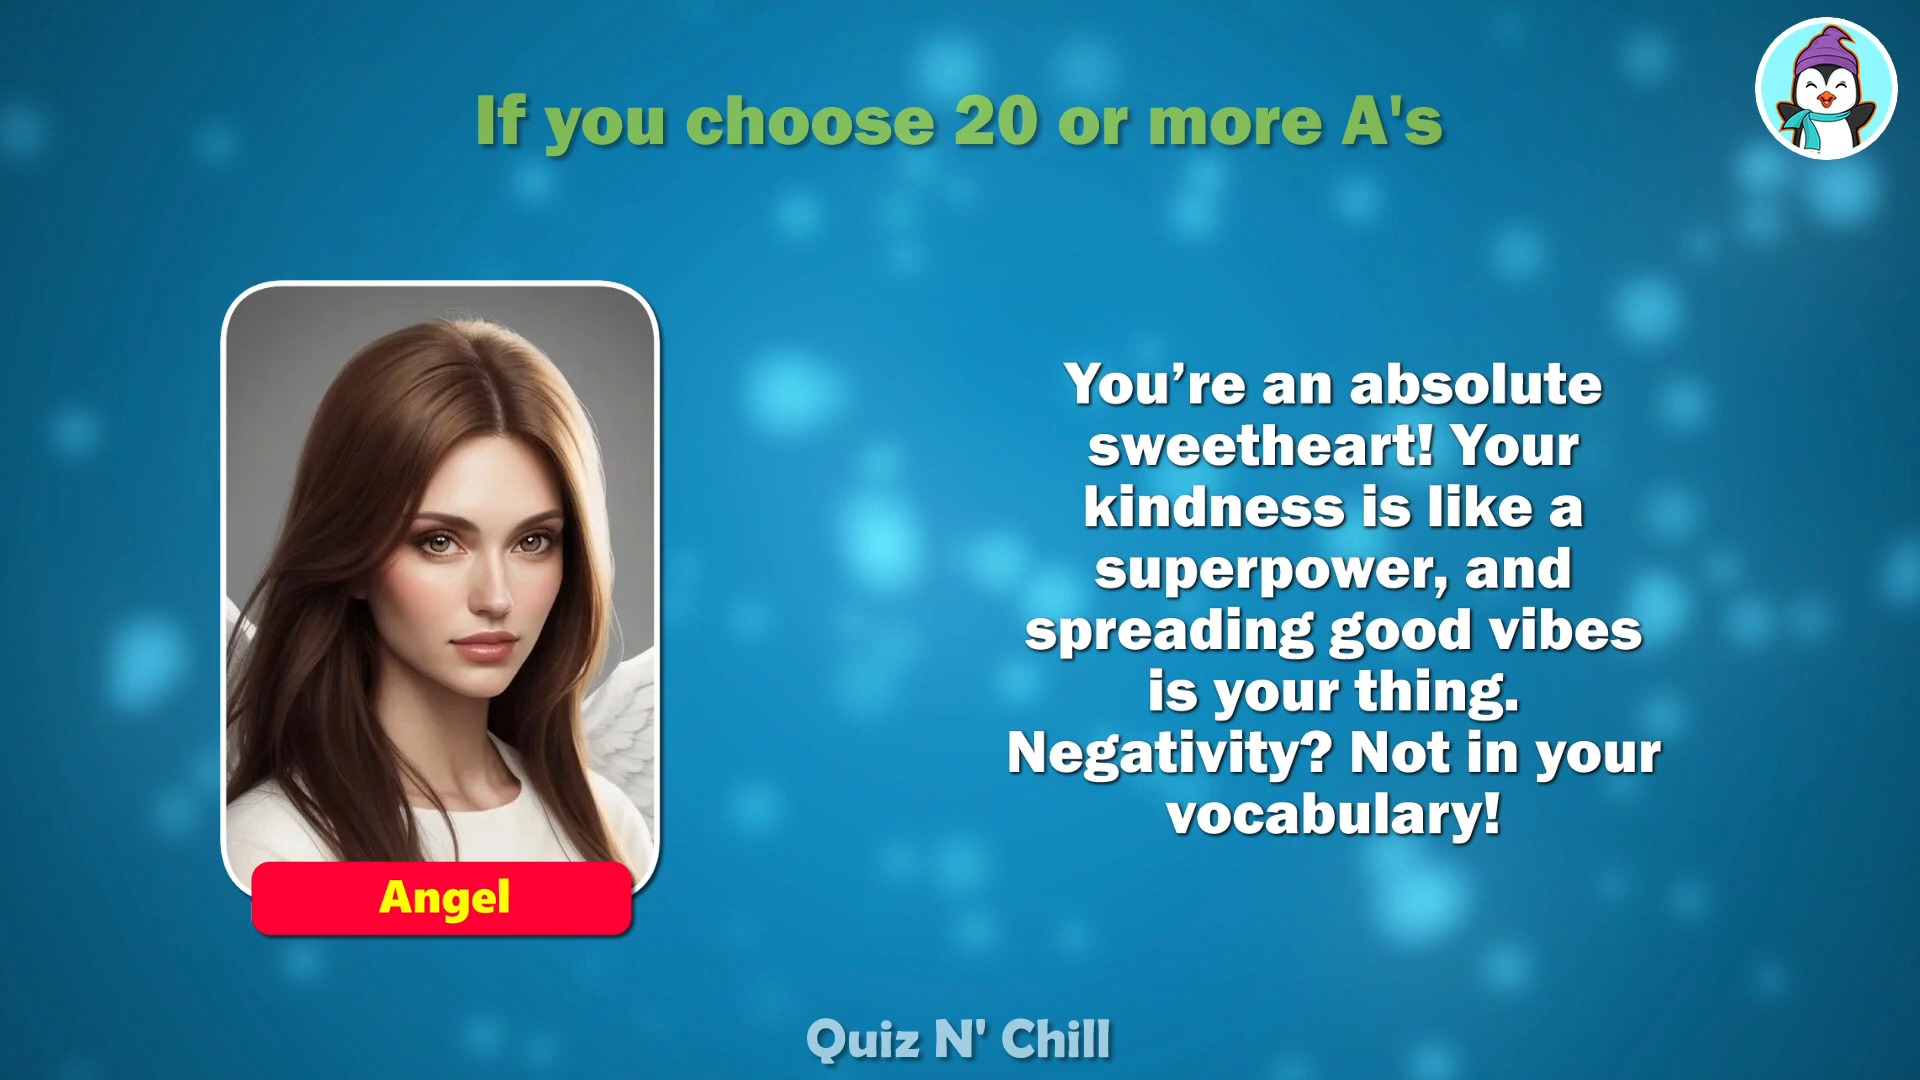 If you choose 20 or more A's
You’re an absolute
sweetheart! Your
kindness is like a
superpower, and
spreading good vibes
is your thing.
Negativity? Not in your
vocabulary!
Angel
Quiz N' Chill